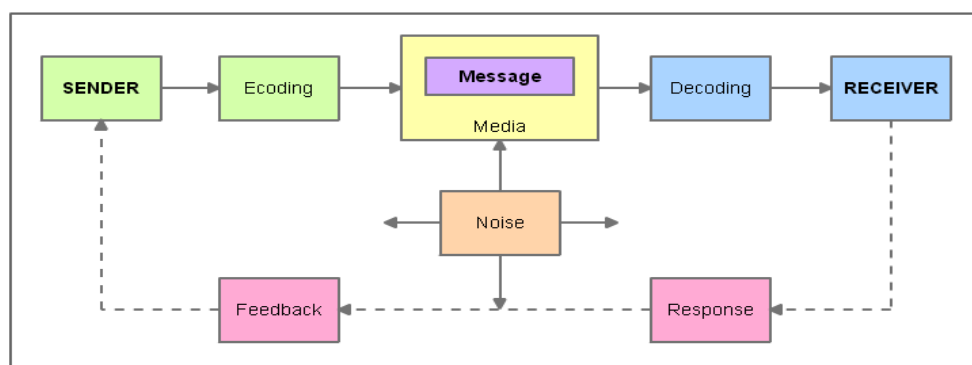 SENDER
Ecoding
Message
Media
Decoding
RECEIVER
Noise
Feedback
Response